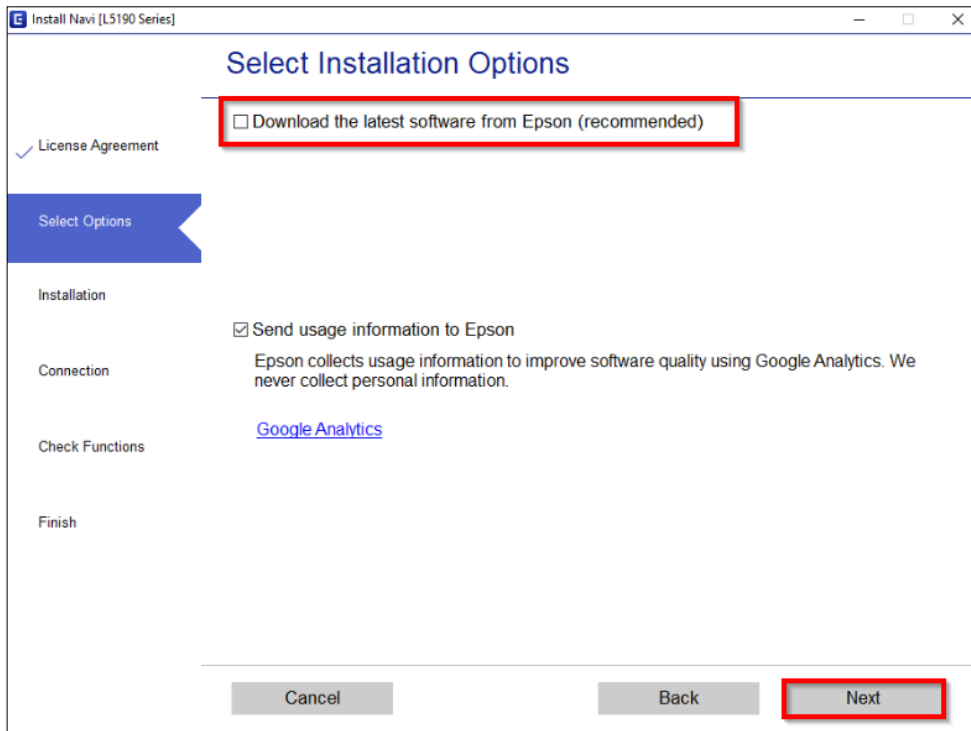 Install Navi [L5190 Series]
Select Installation Options
Download the latest software from Epson (recommended)
License Agreement
Select Options
Installation
Connection
Check Functions
Finish
Send usage information to Epson
Epson collects usage information to improve software quality using Google Analytics. We
never collect personal information.
Google Analytics
Cancel
Back
Next